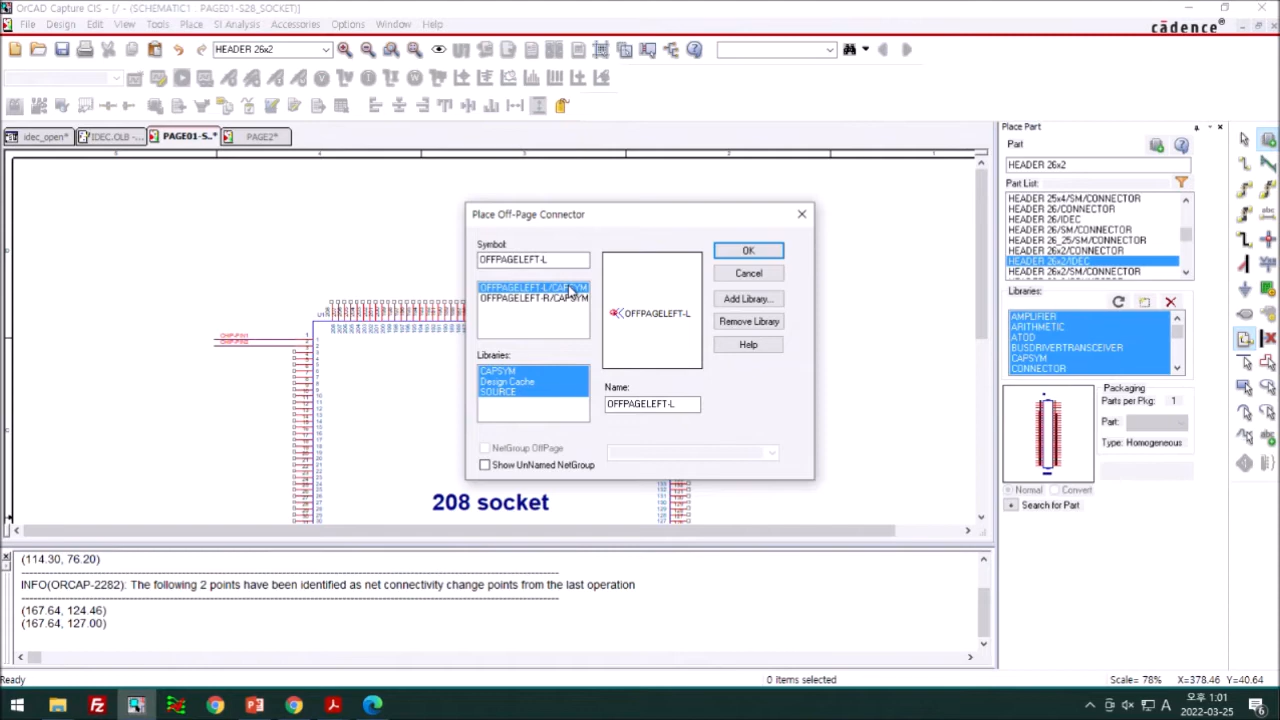 OrCAD Capture CIS - [/ - (SCHEMATIC1 . PAGE01-S28_SOCKET)]
File Design Edit View Tools Place SI Analysis Accessories Options Window Help
cādence®
HEADER 26x2
idec_open*
IDEC.OLB -...
PAGE01-S..*
PAGE2*
Place Part
Part
HEADER 26x2
Part List:
HEADER 25x4/SM/CONNECTOR
HEADER 26/CONNECTOR
HEADER 26/IDEC
HEADER 26/SM/CONNECTOR
HEADER 26_25/SM/CONNECTOR
HEADER 26x2/CONNECTOR
HEADER 26x2/IDEC
HEADER 26x2/SM/CONNECTOR
Libraries:
AMPLIFIER
ARITHMETIC
ATOD
BUSDRIVERTRANSCEIVER
CAPSYM
CONNECTOR
Packaging
Parts per Pkg: 1
Part:
Type: Homogeneous
Normal Convert
Search for Part
Place Off-Page Connector
Symbol:
OFFPAGELEFT-L
OFFPAGELEFT-L/CAPSYM
OFFPAGELEFT-R/CAPSYM
Libraries:
CAPSYM
Design Cache
SOURCE
OFFPAGELEFT-L
Name:
OFFPAGELEFT-L
OK
Cancel
Add Library...
Remove Library
Help
NetGroup OffPage
Show UnNamed NetGroup
CHIP-PIN1
CHIP-PIN2
208 socket
(114.30, 76.20)
INFO(ORCAP-2282): The following 2 points have been identified as net connectivity change points from the last operation
(167.64, 124.46)
(167.64, 127.00)
Ready
0 items selected
Scale= 78% X=378.46 Y=40.64
A
오후 1:01
2022-03-25
6